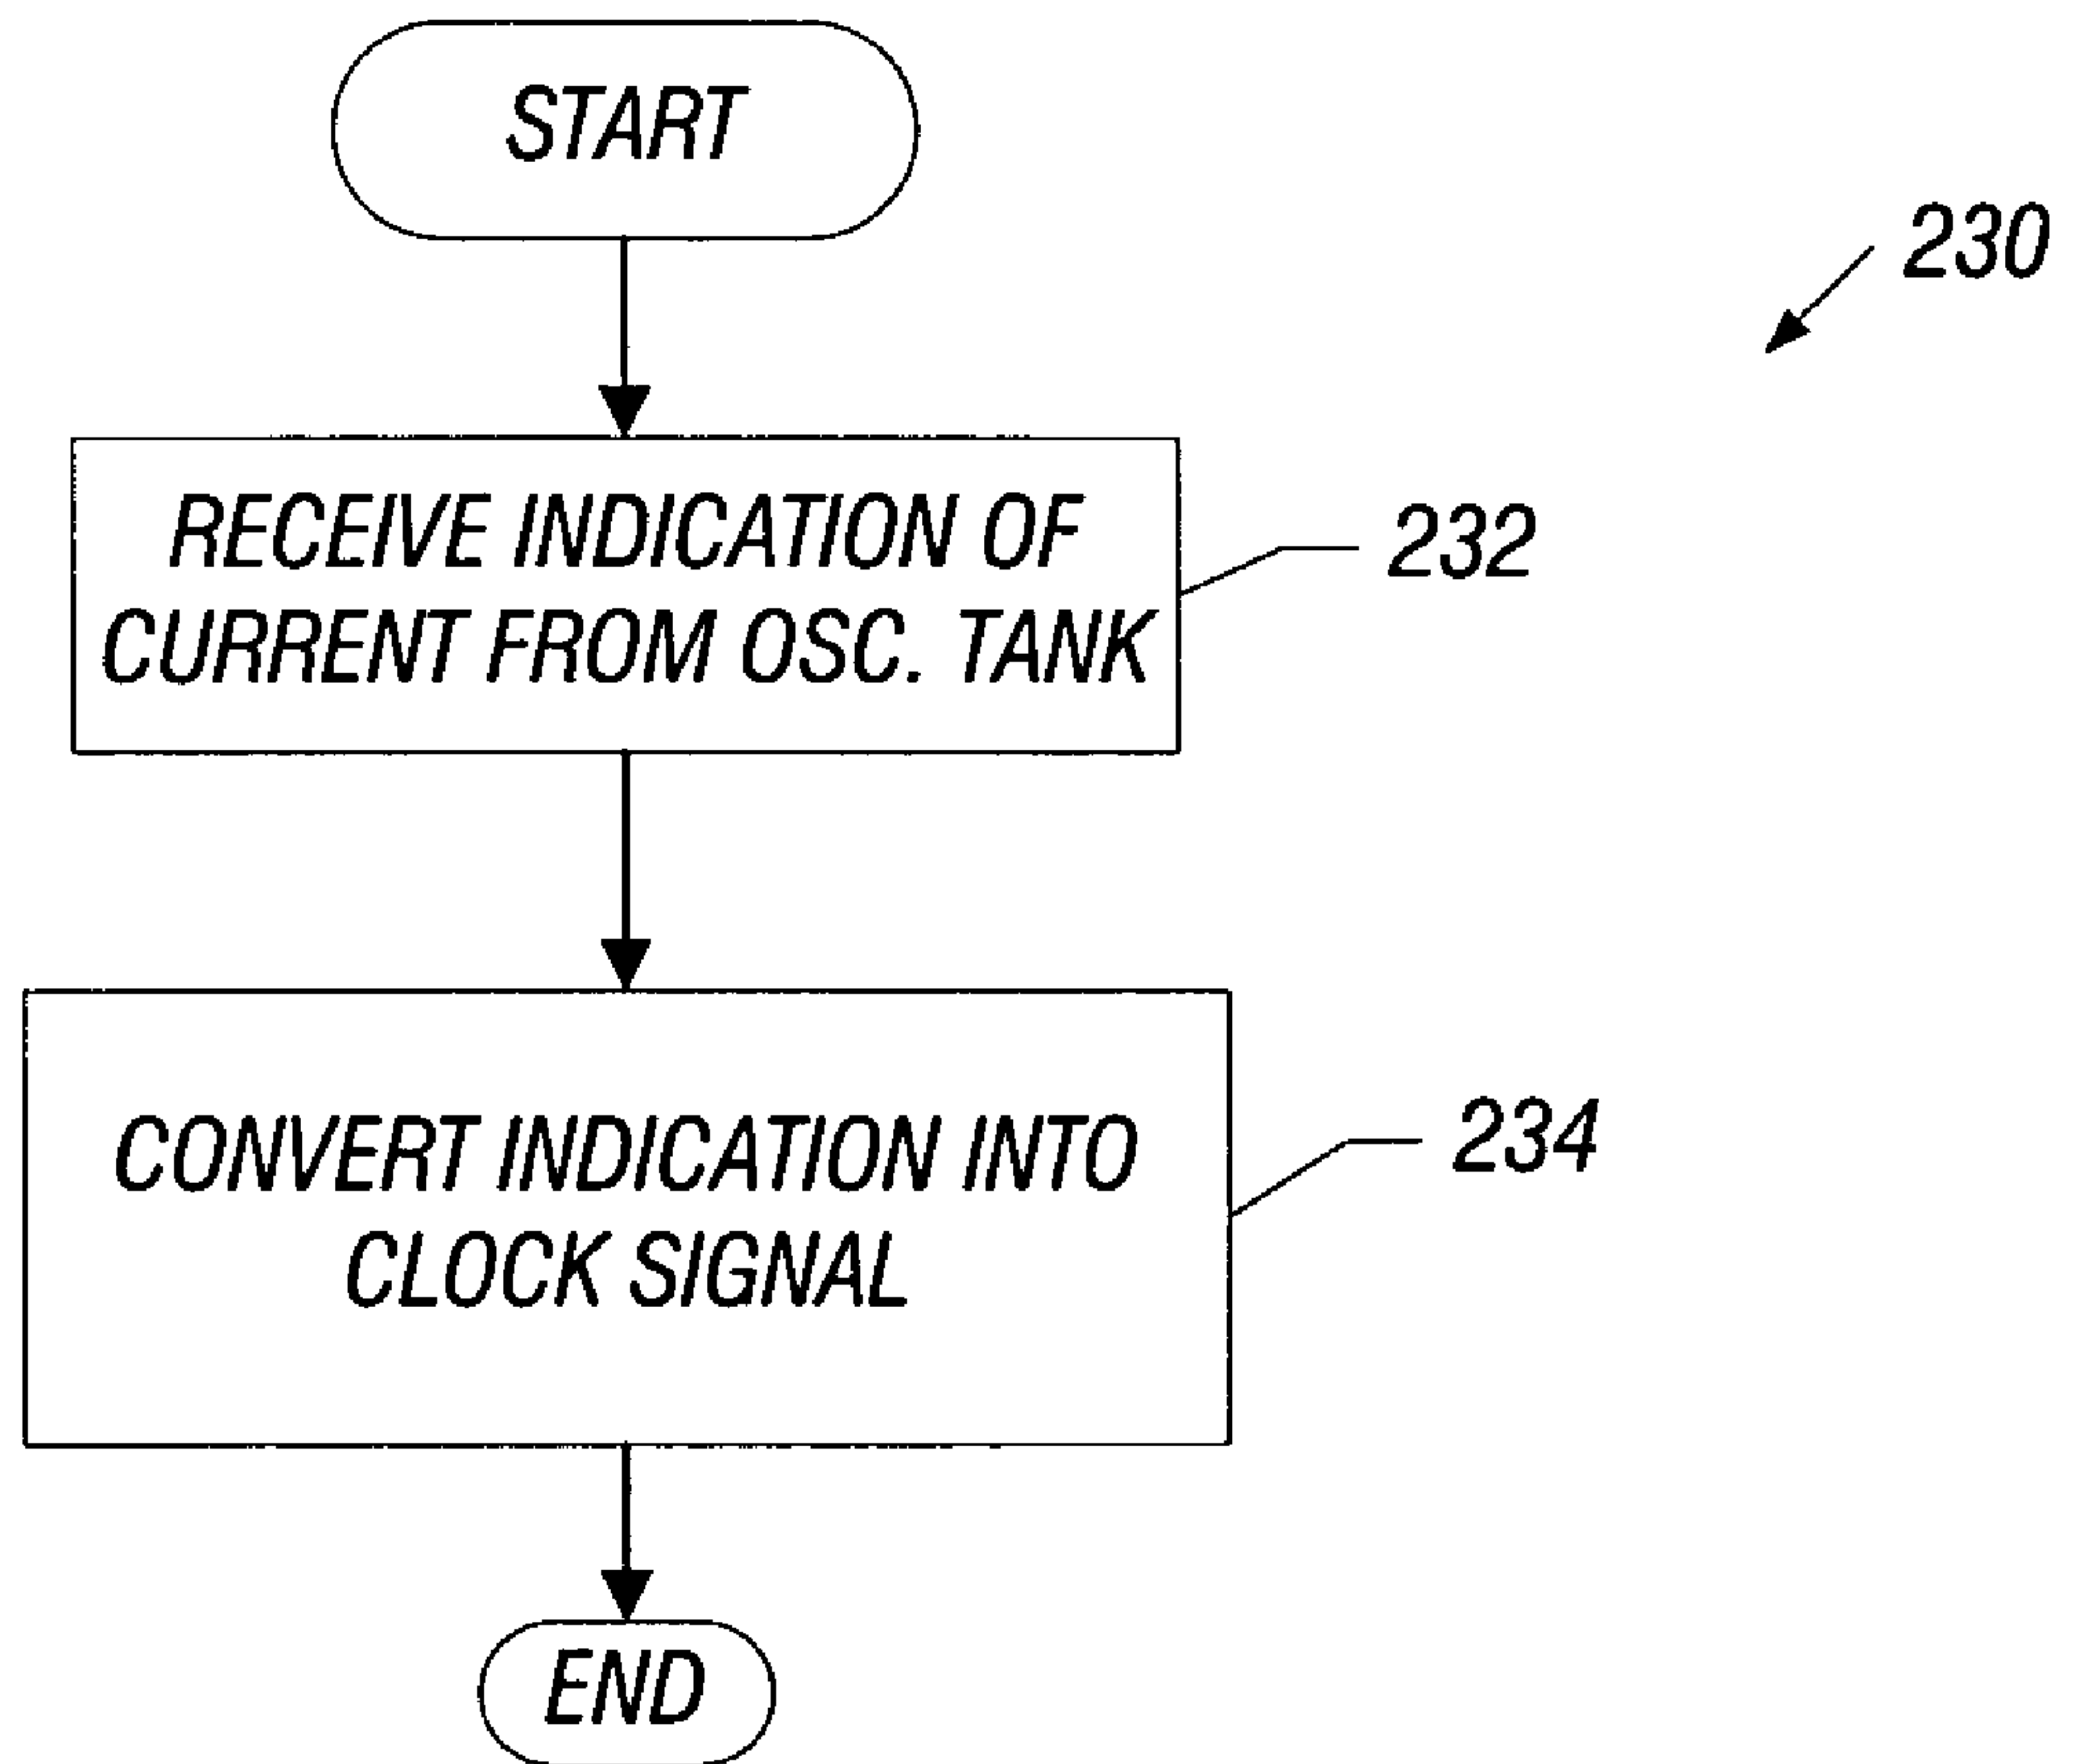 START
230
RECEIVE INDICATION OF
CURRENT FROM OSC. TANK
232
CONVERT INDICATION INTO
CLOCK SIGNAL
234
END